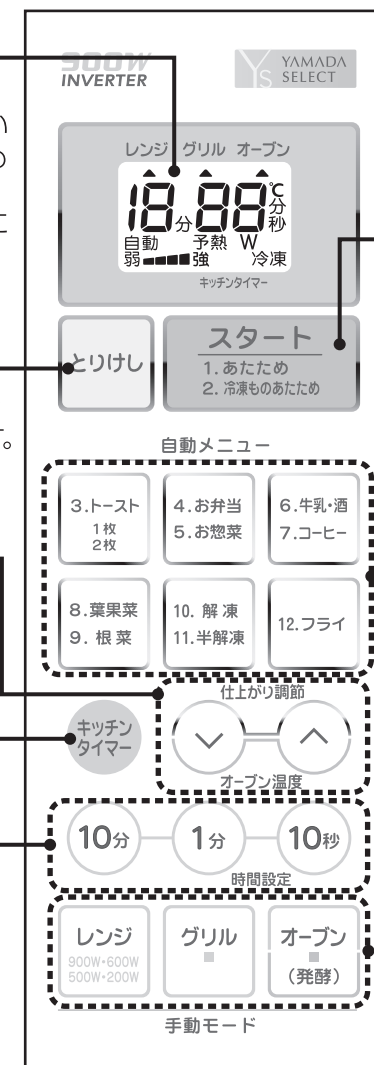 900W
INVERTER
YAMADA
SELECT
レンジ グリル オーブン
18分88℃分秒
自動 予熱 W
弱 強 冷凍
キッチンタイマー
とりけし
スタート
1. あたため
2. 冷凍ものあたため
自動メニュー
3.トースト
1枚
2枚
4.お弁当
5.お惣菜
6.牛乳・酒
7.コーヒー
8.葉果菜
9. 根 菜
10. 解 凍
11.半解凍
12.フライ
仕上がり調節
キッチン
タイマー
オーブン温度
10分
1分
10秒
時間設定
レンジ
900W・600W
500W・200W
グリル
オーブン
(発酵)
手動モード